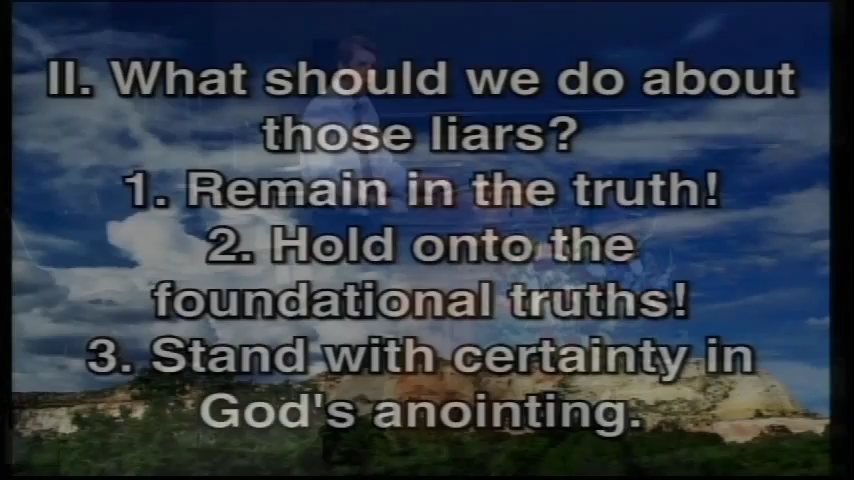 II. What should we do about
those liars?
1. Remain in the truth!
2. Hold onto the
foundational truths!
3. Stand with certainty in
God's anointing.